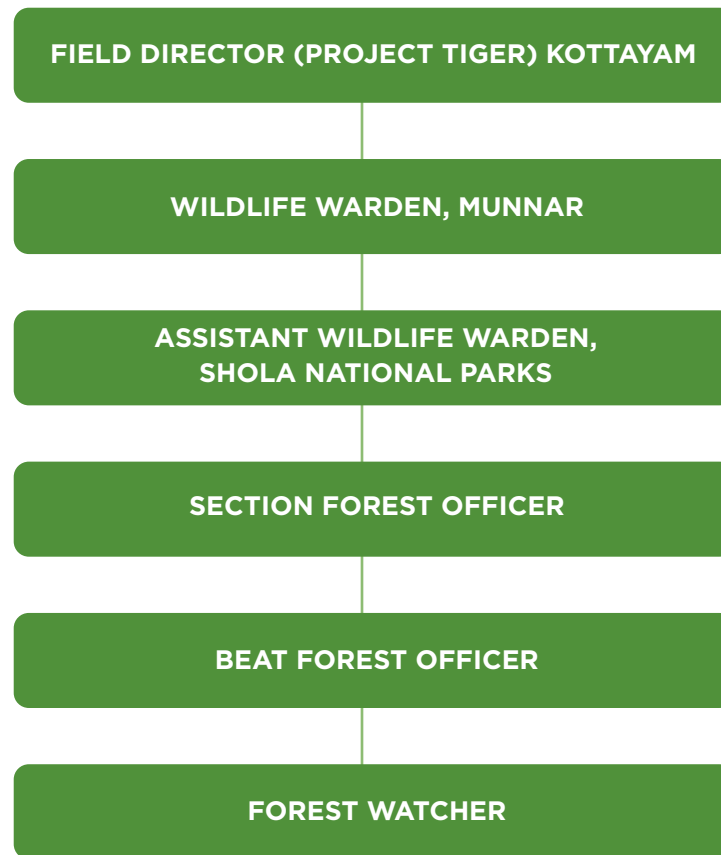 FIELD DIRECTOR (PROJECT TIGER) KOTTAYAM
WILDLIFE WARDEN, MUNNAR
ASSISTANT WILDLIFE WARDEN,
SHOLA NATIONAL PARKS
SECTION FOREST OFFICER
BEAT FOREST OFFICER
FOREST WATCHER